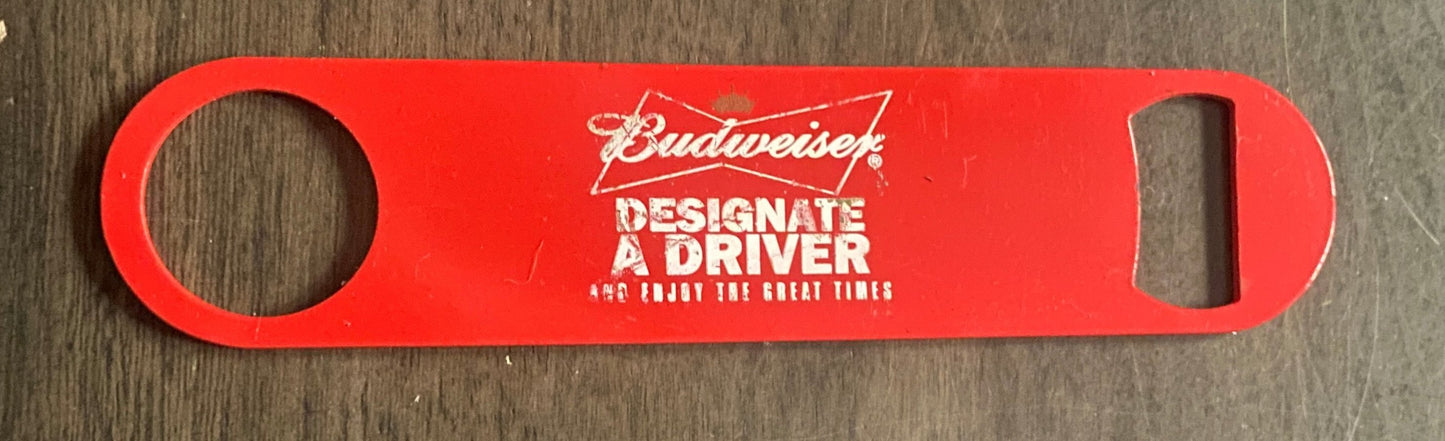 Budweiser®
DESIGNATE
A DRIVER
AND ENJOY THE GREAT TIMES